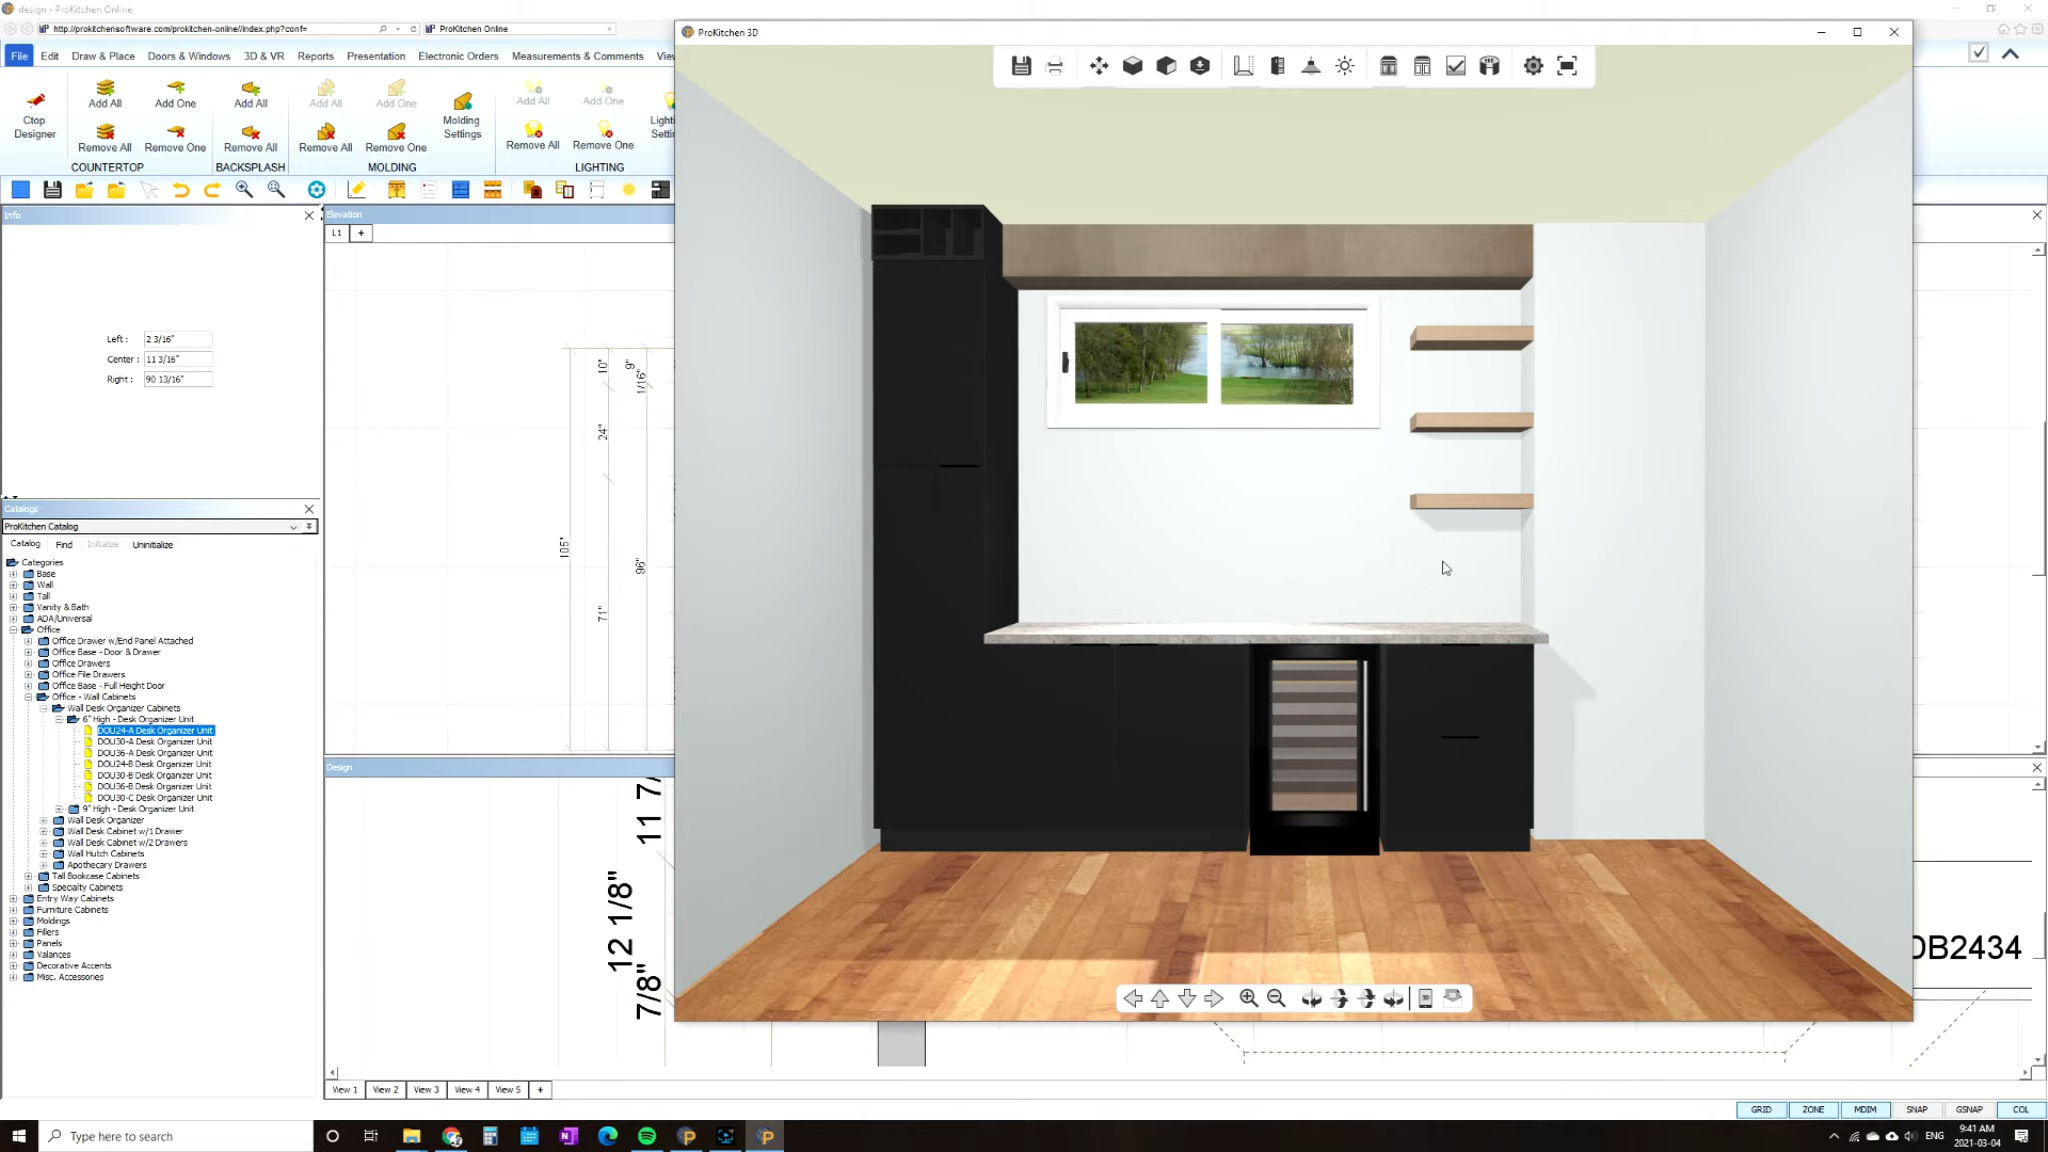 design - ProKitchen Online
http://prokitchensoftware.com/prokitchen-online//index.php?conf=
ProKitchen Online
File Edit Draw & Place Doors & Windows 3D & VR Reports Presentation Electronic Orders Measurements & Comments
Ctop Designer
Add All
Add One
Add All
Add All
Add One
Molding Settings
Add All
Add One
Remove All
Remove One
Remove All
Remove All
Remove One
Remove All
Remove One
COUNTERTOP
BACKSPLASH
MOLDING
LIGHTING
Info
Left : 2 3/16"
Center : 11 3/16"
Right : 90 13/16"
Elevation
L1 +
105"
10"
24"
71"
9"
1/16"
96"
ProKitchen 3D
Catalogs
ProKitchen Catalog
Catalog Find Initialize Uninitialize
Categories
Base
Wall
Tall
Vanity & Bath
ADA/Universal
Office
Office Drawer w/End Panel Attached
Office Base - Door & Drawer
Office Drawers
Office File Drawers
Office Base - Full Height Door
Office - Wall Cabinets
Wall Desk Organizer Cabinets
6" High - Desk Organizer Unit
DOU24-A Desk Organizer Unit
DOU30-A Desk Organizer Unit
DOU36-A Desk Organizer Unit
DOU24-B Desk Organizer Unit
DOU30-B Desk Organizer Unit
DOU36-B Desk Organizer Unit
DOU30-C Desk Organizer Unit
9" High - Desk Organizer Unit
Wall Desk Organizer
Wall Desk Cabinet w/1 Drawer
Wall Desk Cabinet w/2 Drawers
Wall Hutch Cabinets
Apothecary Drawers
Tall Bookcase Cabinets
Specialty Cabinets
Entry Way Cabinets
Furniture Cabinets
Moldings
Fillers
Panels
Valances
Decorative Accents
Misc. Accessories
Design
11 7/
12 1/8"
7/8"
DB2434
View 1 View 2 View 3 View 4 View 5 +
GRID ZONE MDIM SNAP GSNAP COL
Type here to search
ENG
9:41 AM
2021-03-04